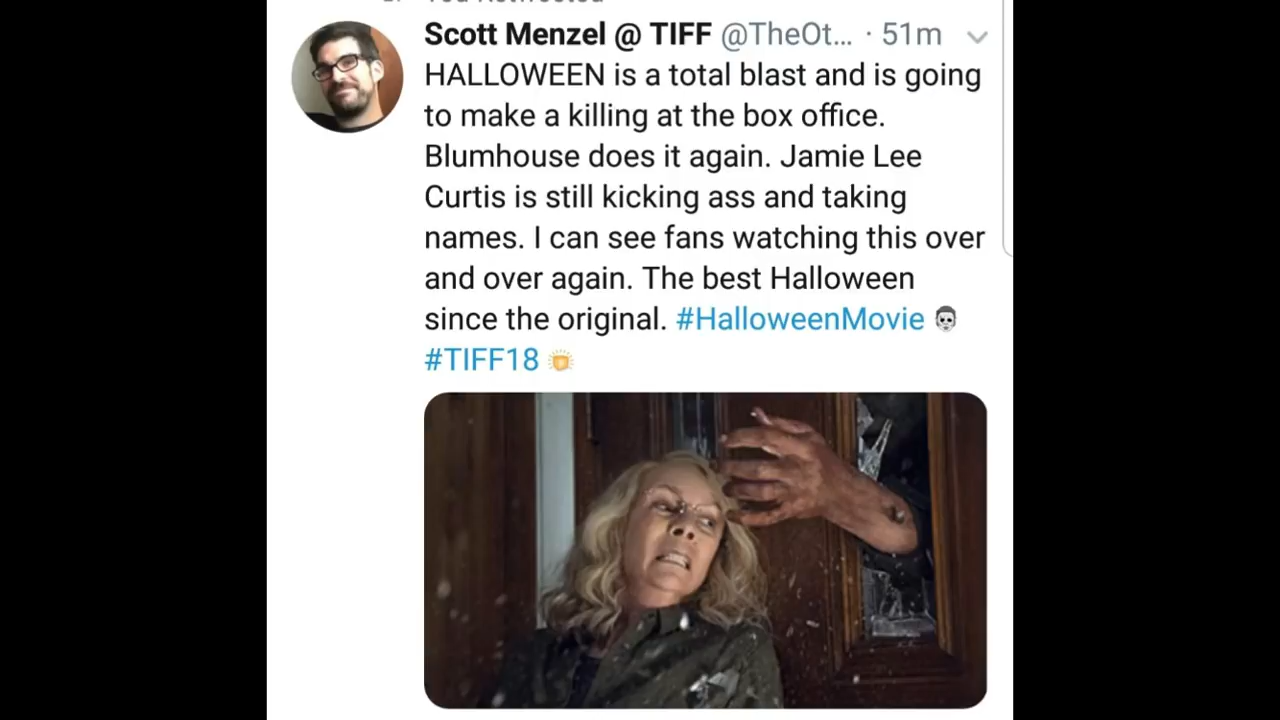 You Retweeted
Scott Menzel @ TIFF @TheOt... · 51m
HALLOWEEN is a total blast and is going
to make a killing at the box office.
Blumhouse does it again. Jamie Lee
Curtis is still kicking ass and taking
names. I can see fans watching this over
and over again. The best Halloween
since the original. #HalloweenMovie
#TIFF18